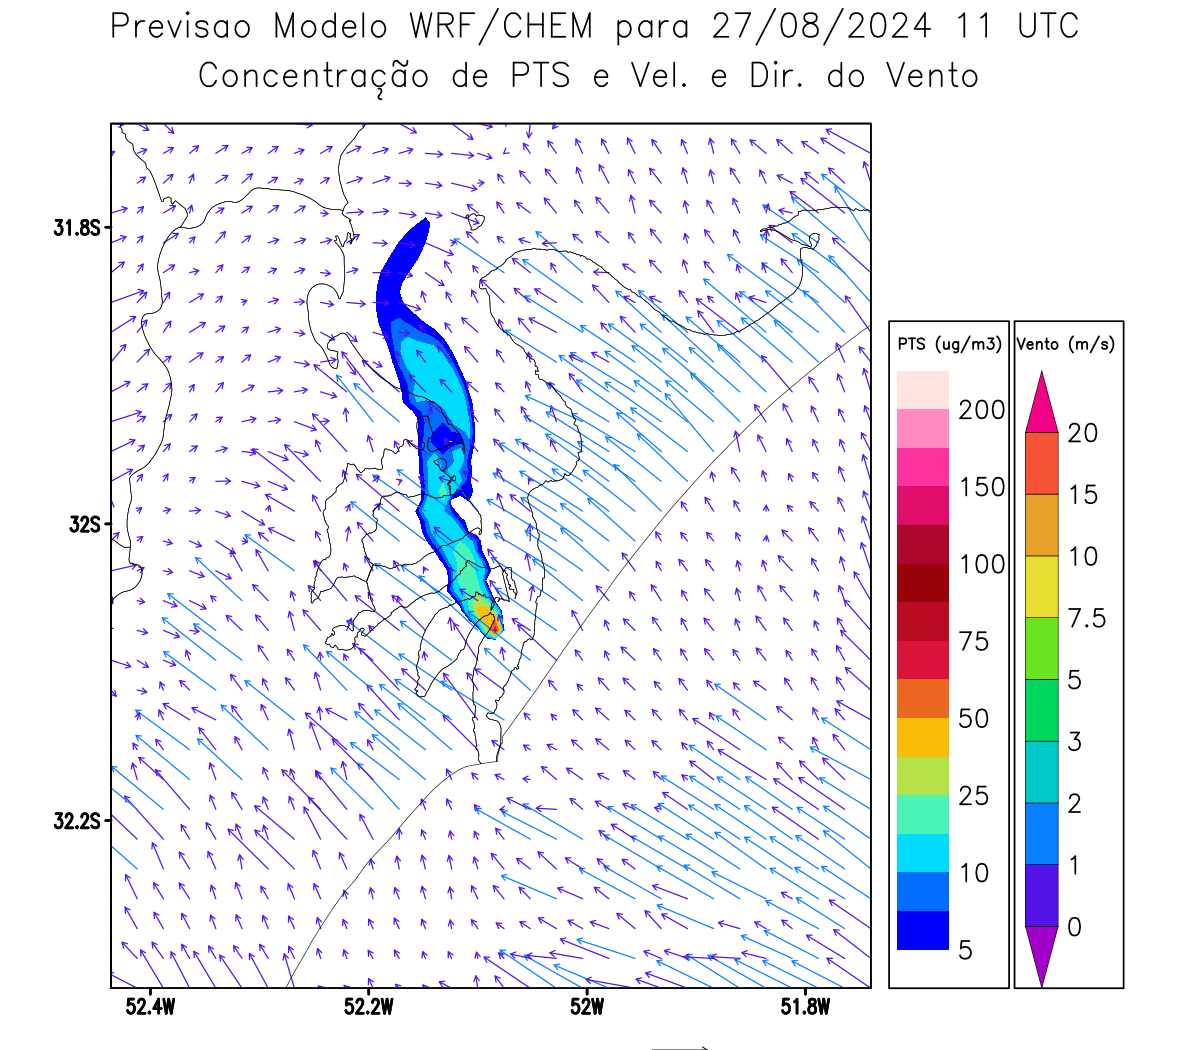 Previsao Modelo WRF/CHEM para 27/08/2024 11 UTC
Concentração de PTS e Vel. e Dir. do Vento
31.8S
32S
32.2S
52.4W
52.2W
52W
51.8W
PTS (ug/m3)
200
150
100
75
50
25
10
5
Vento (m/s)
20
15
10
7.5
5
3
2
1
0